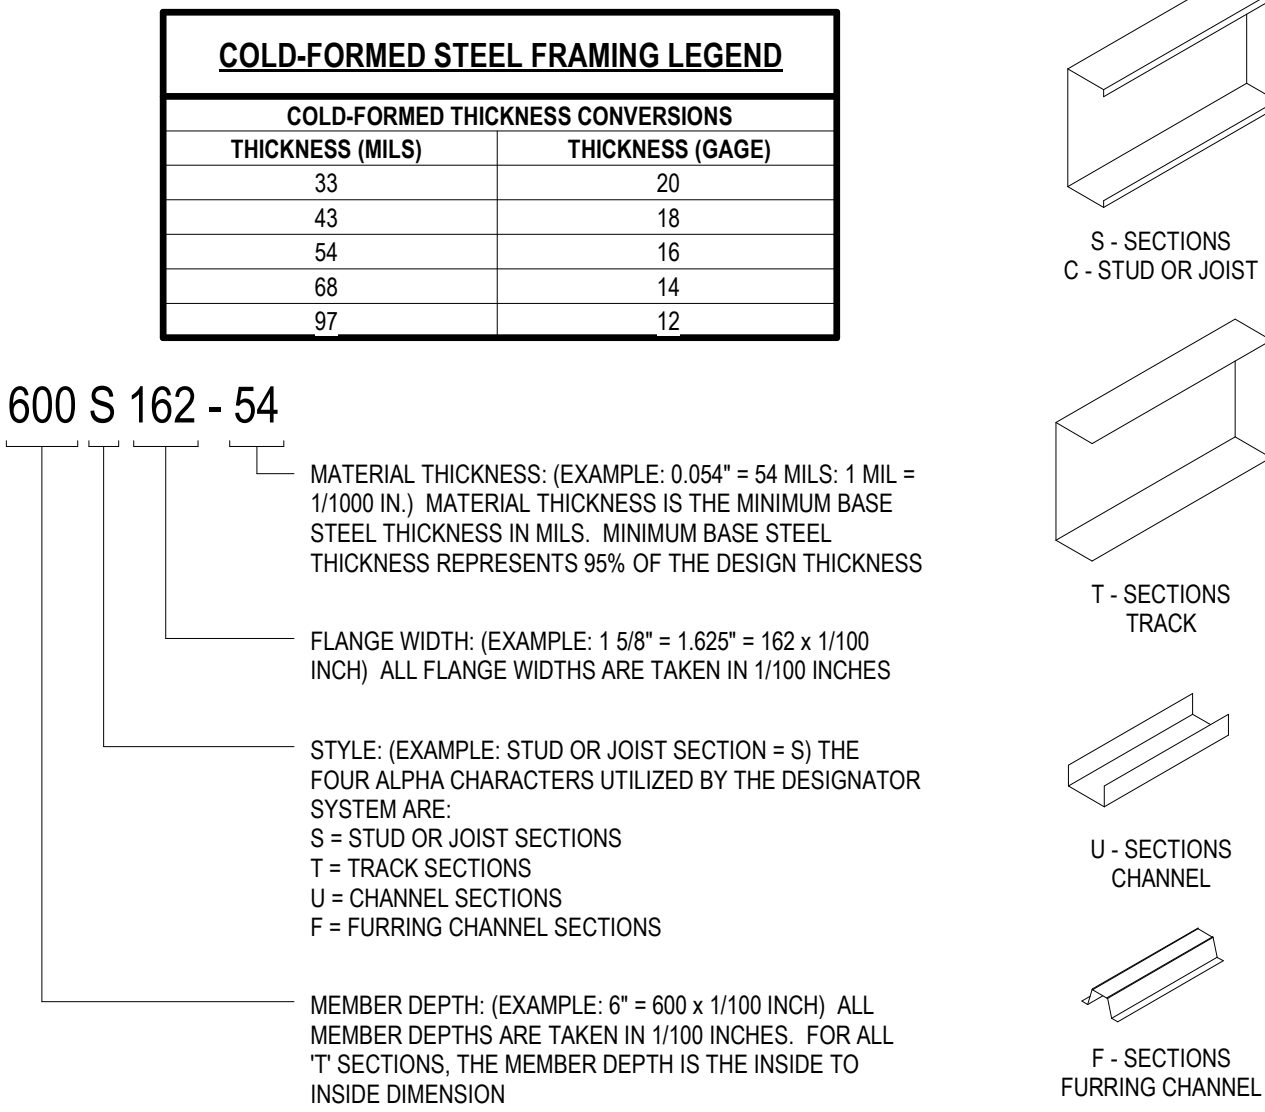 COLD-FORMED STEEL FRAMING LEGEND
COLD-FORMED THICKNESS CONVERSIONS
THICKNESS (MILS) THICKNESS (GAGE)
33 20
43 18
54 16
68 14
97 12
600 S 162 - 54
MATERIAL THICKNESS: (EXAMPLE: 0.054" = 54 MILS: 1 MIL =
1/1000 IN.) MATERIAL THICKNESS IS THE MINIMUM BASE
STEEL THICKNESS IN MILS. MINIMUM BASE STEEL
THICKNESS REPRESENTS 95% OF THE DESIGN THICKNESS
FLANGE WIDTH: (EXAMPLE: 1 5/8" = 1.625" = 162 x 1/100
INCH) ALL FLANGE WIDTHS ARE TAKEN IN 1/100 INCHES
STYLE: (EXAMPLE: STUD OR JOIST SECTION = S) THE
FOUR ALPHA CHARACTERS UTILIZED BY THE DESIGNATOR
SYSTEM ARE:
S = STUD OR JOIST SECTIONS
T = TRACK SECTIONS
U = CHANNEL SECTIONS
F = FURRING CHANNEL SECTIONS
MEMBER DEPTH: (EXAMPLE: 6" = 600 x 1/100 INCH) ALL
MEMBER DEPTHS ARE TAKEN IN 1/100 INCHES. FOR ALL
'T' SECTIONS, THE MEMBER DEPTH IS THE INSIDE TO
INSIDE DIMENSION
S - SECTIONS
C - STUD OR JOIST
T - SECTIONS
TRACK
U - SECTIONS
CHANNEL
F - SECTIONS
FURRING CHANNEL